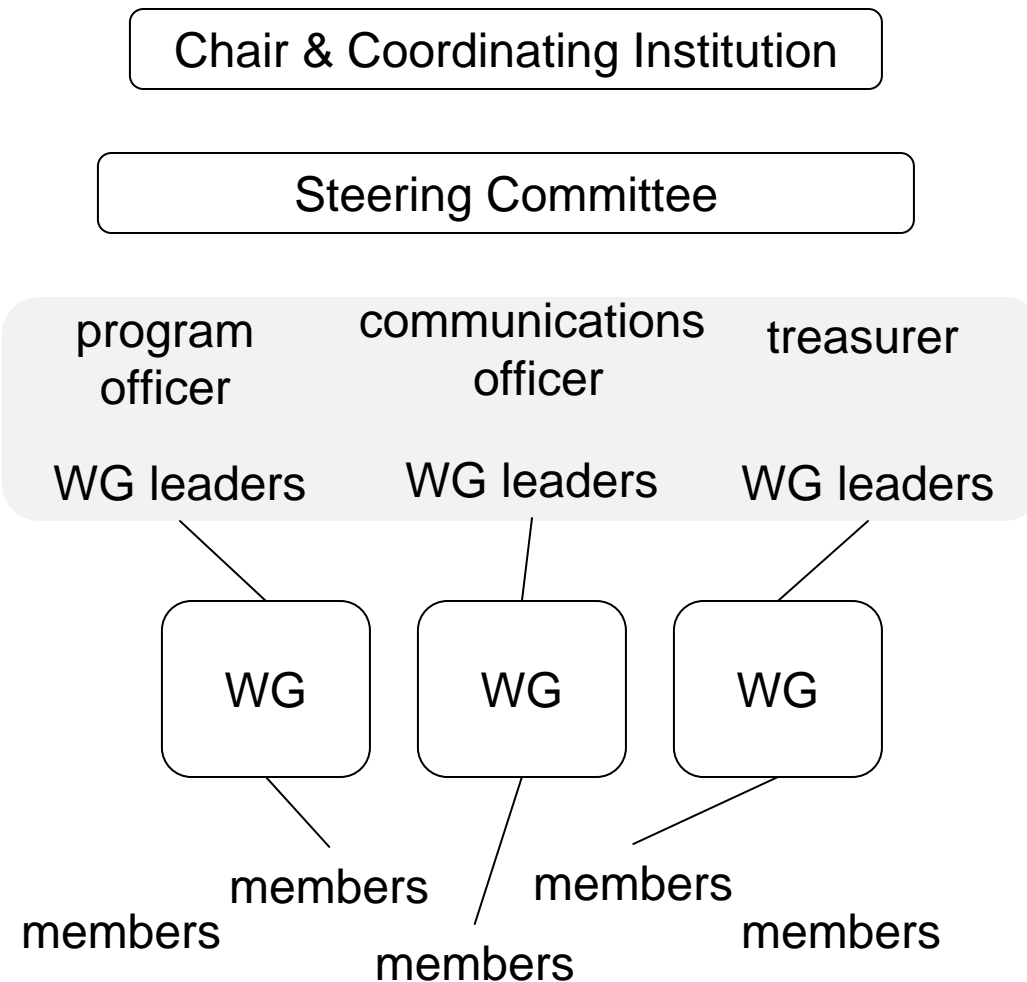 Chair & Coordinating Institution
Steering Committee
program
officer
communications
officer
treasurer
WG leaders
WG leaders
WG leaders
WG
WG
WG
members
members
members
members
members